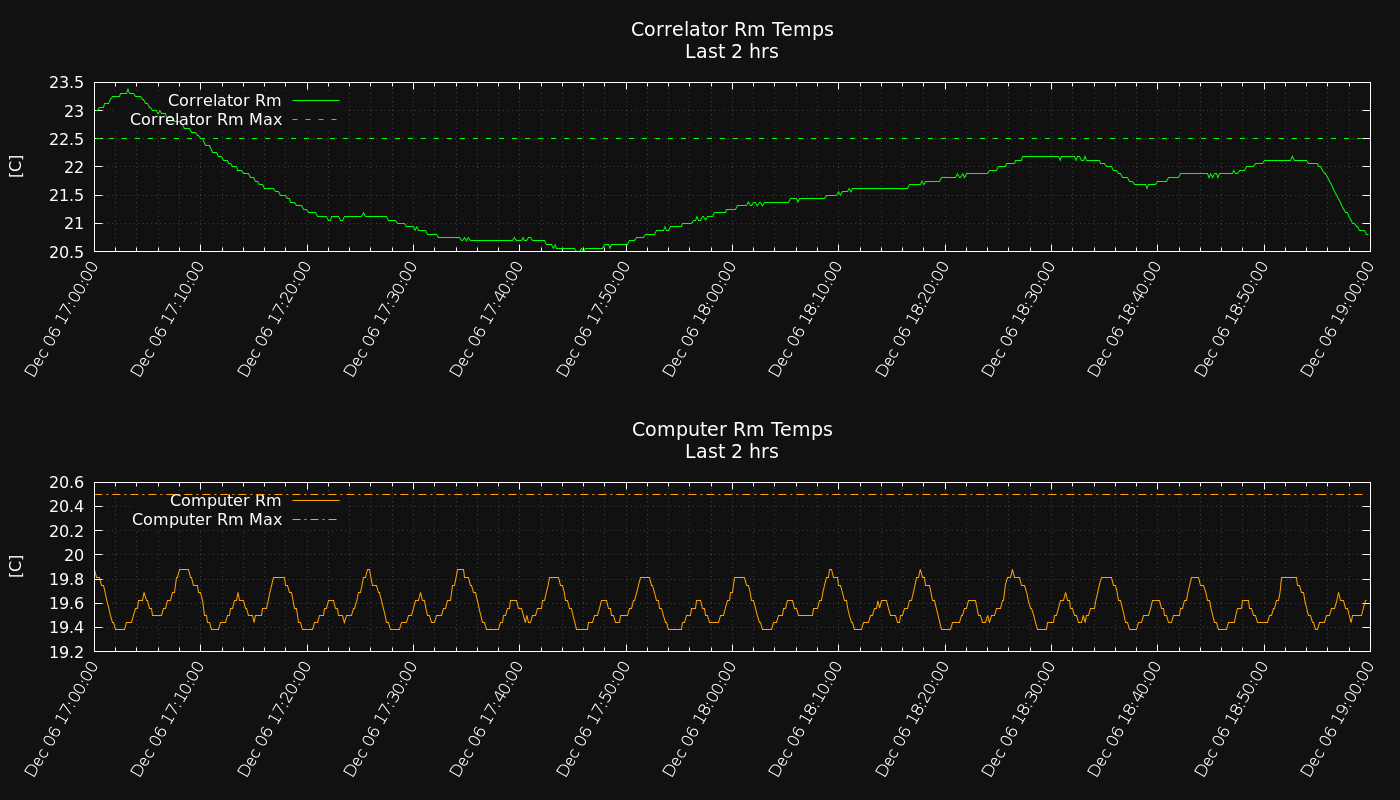 Correlator Rm Temps
Last 2 hrs
[C]
23.5
23
22.5
22
21.5
21
20.5
Correlator Rm
Correlator Rm Max
Dec 06 17:00:00
Dec 06 17:10:00
Dec 06 17:20:00
Dec 06 17:30:00
Dec 06 17:40:00
Dec 06 17:50:00
Dec 06 18:00:00
Dec 06 18:10:00
Dec 06 18:20:00
Dec 06 18:30:00
Dec 06 18:40:00
Dec 06 18:50:00
Dec 06 19:00:00
Computer Rm Temps
Last 2 hrs
[C]
20.6
20.4
20.2
20
19.8
19.6
19.4
19.2
Computer Rm
Computer Rm Max
Dec 06 17:00:00
Dec 06 17:10:00
Dec 06 17:20:00
Dec 06 17:30:00
Dec 06 17:40:00
Dec 06 17:50:00
Dec 06 18:00:00
Dec 06 18:10:00
Dec 06 18:20:00
Dec 06 18:30:00
Dec 06 18:40:00
Dec 06 18:50:00
Dec 06 19:00:00